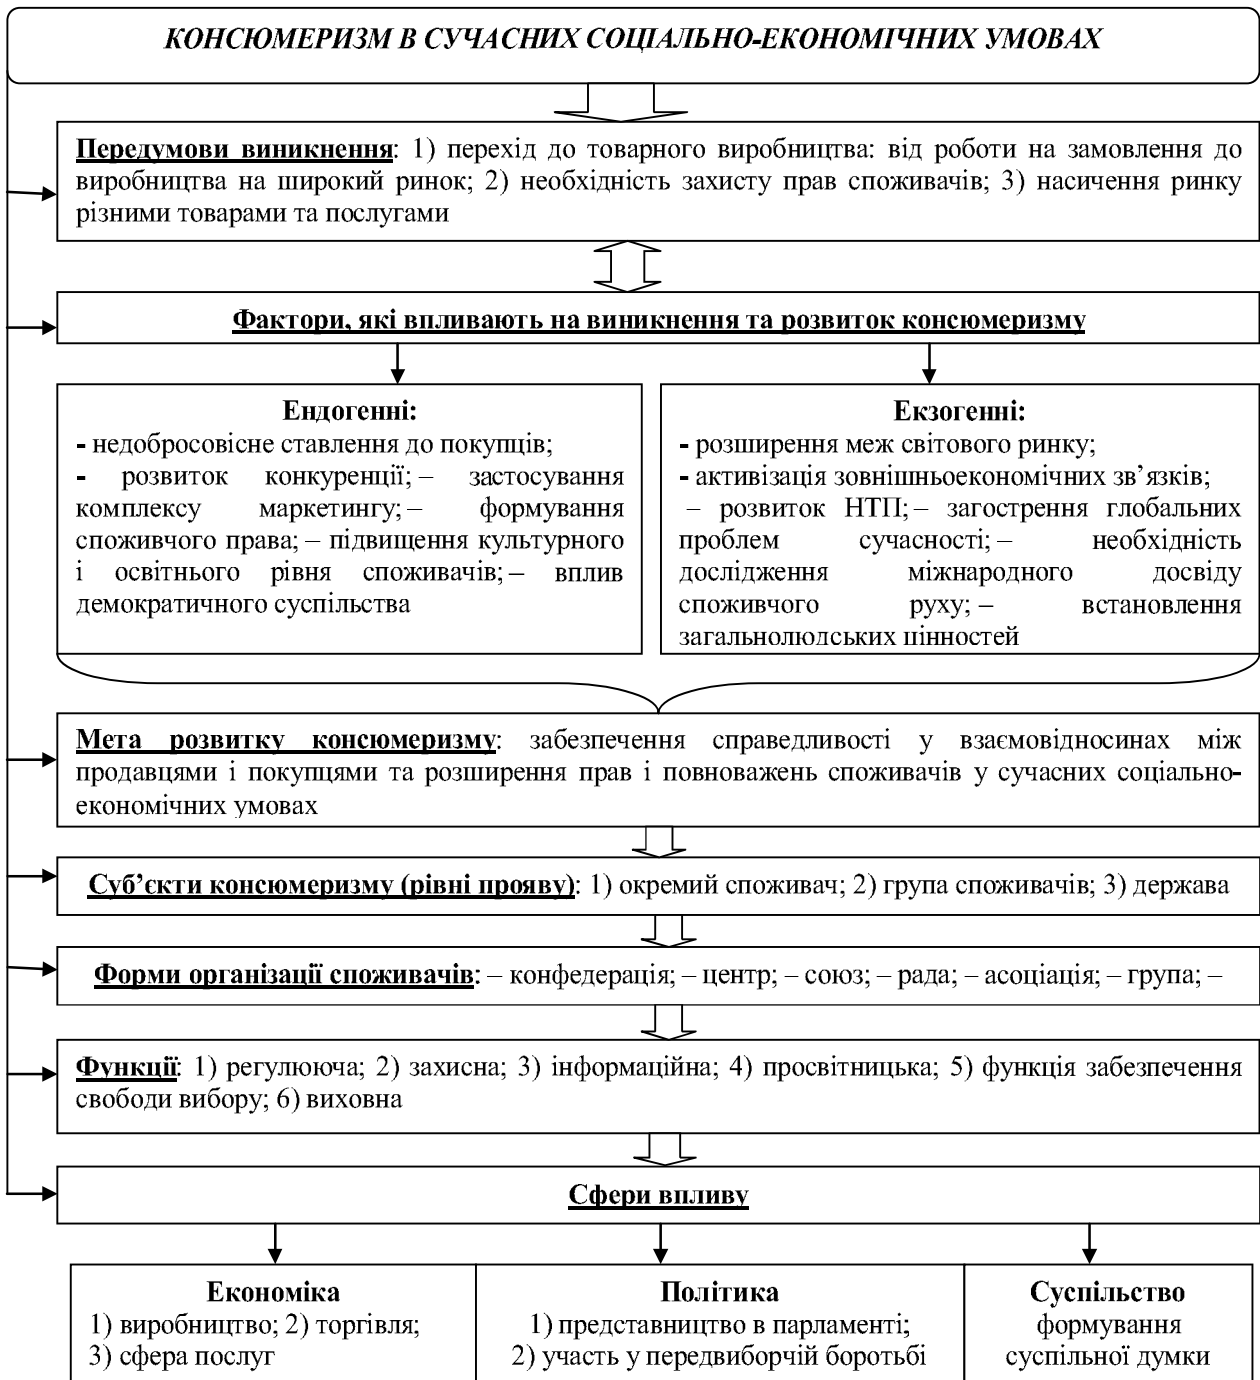 КОНСЮМЕРИЗМ В СУЧАСНИХ СОЦІАЛЬНО-ЕКОНОМІЧНИХ УМОВАХ
Передумови виникнення: 1) перехід до товарного виробництва: від роботи на замовлення до
виробництва на широкий ринок; 2) необхідність захисту прав споживачів; 3) насичення ринку
різними товарами та послугами
Фактори, які впливають на виникнення та розвиток консюмеризму
Ендогенні:
- недобросовісне ставлення до покупців;
- розвиток конкуренції; – застосування
комплексу маркетингу; – формування
споживчого права; – підвищення культурного
і освітнього рівня споживачів; – вплив
демократичного суспільства
Екзогенні:
- розширення меж світового ринку;
- активізація зовнішньоекономічних зв’язків;
– розвиток НТП; – загострення глобальних
проблем сучасності; – необхідність
дослідження міжнародного досвіду
споживчого руху; – встановлення
загальнолюдських цінностей
Мета розвитку консюмеризму: забезпечення справедливості у взаємовідносинах між
продавцями і покупцями та розширення прав і повноважень споживачів у сучасних соціально-
економічних умовах
Суб’єкти консюмеризму (рівні прояву): 1) окремий споживач; 2) група споживачів; 3) держава
Форми організації споживачів: – конфедерація; – центр; – союз; – рада; – асоціація; – група; –
Функції: 1) регулююча; 2) захисна; 3) інформаційна; 4) просвітницька; 5) функція забезпечення
свободи вибору; 6) виховна
Сфери впливу
Економіка
1) виробництво; 2) торгівля;
3) сфера послуг
Політика
1) представництво в парламенті;
2) участь у передвиборчій боротьбі
Суспільство
формування
суспільної думки